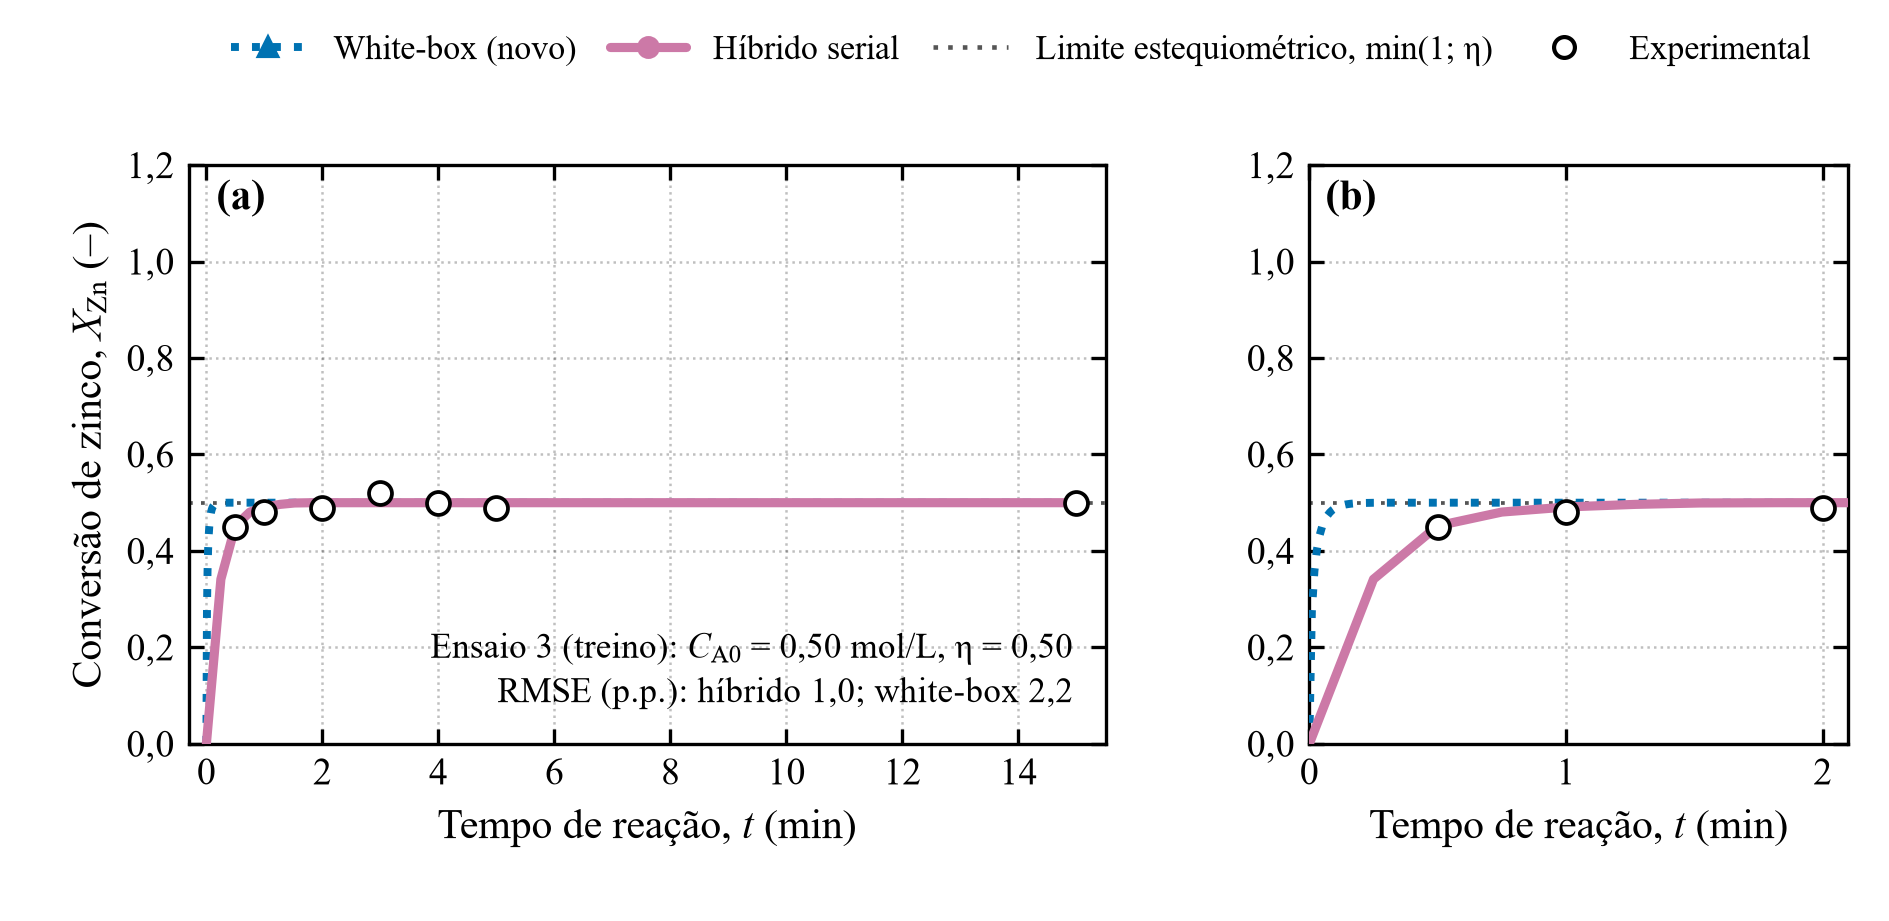 White-box (novo) Híbrido serial Limite estequiométrico, min(1; η) Experimental
(a)
1,2
1,0
0,8
0,6
0,4
0,2
0,0
Conversão de zinco, X_Zn (−)
Ensaio 3 (treino): C_A0 = 0,50 mol/L, η = 0,50
RMSE (p.p.): híbrido 1,0; white-box 2,2
0 2 4 6 8 10 12 14
Tempo de reação, t (min)
(b)
1,2
1,0
0,8
0,6
0,4
0,2
0,0
0 1 2
Tempo de reação, t (min)